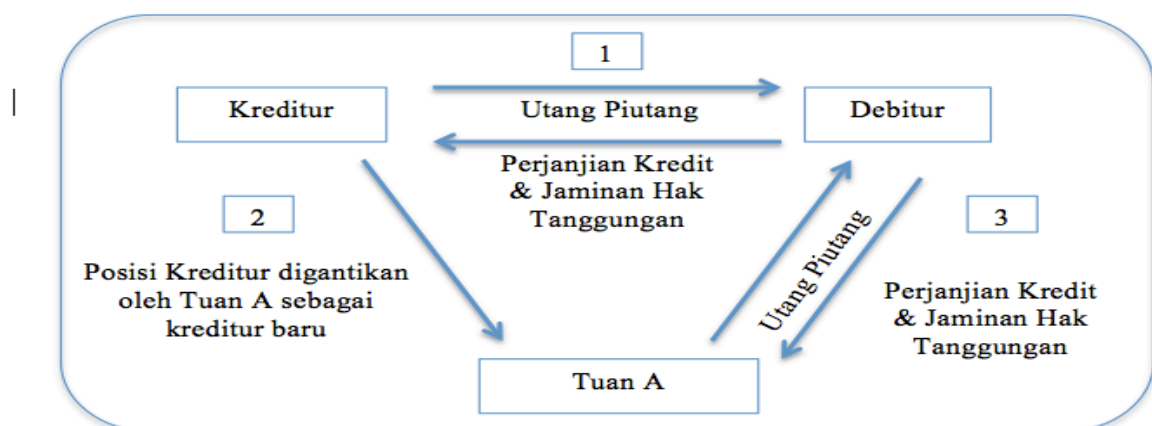 1
Kreditur
Utang Piutang
Debitur
Perjanjian Kredit
& Jaminan Hak
Tanggungan
2
Posisi Kreditur digantikan
oleh Tuan A sebagai
kreditur baru
Utang Piutang
3
Perjanjian Kredit
& Jaminan Hak
Tanggungan
Tuan A